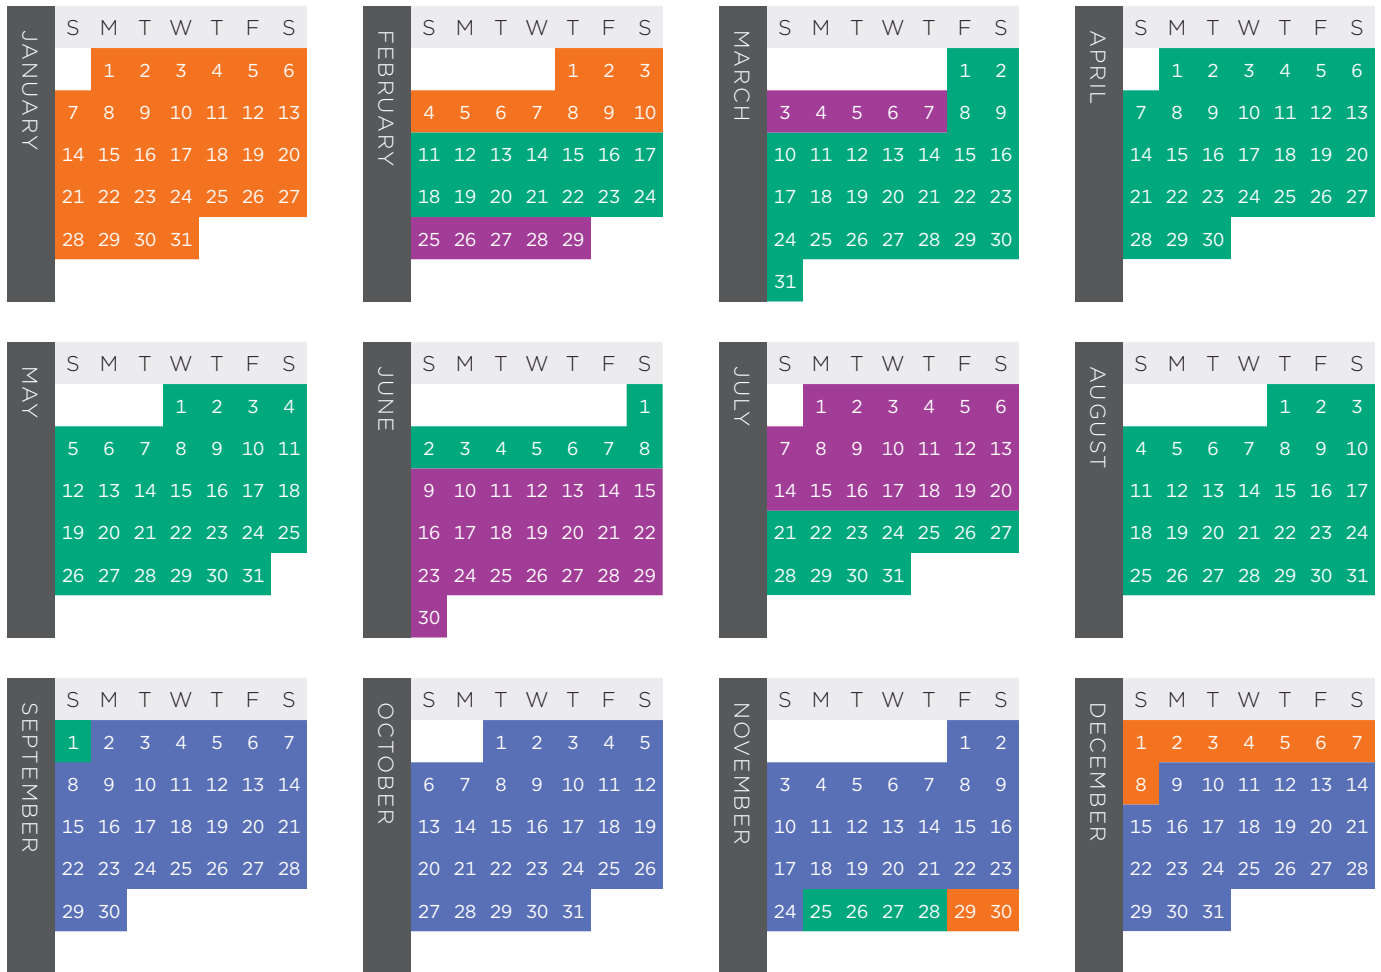 JANUARY
S M T W T F S
1 2 3 4 5 6
7 8 9 10 11 12 13
14 15 16 17 18 19 20
21 22 23 24 25 26 27
28 29 30 31
FEBRUARY
S M T W T F S
1 2 3
4 5 6 7 8 9 10
11 12 13 14 15 16 17
18 19 20 21 22 23 24
25 26 27 28 29
MARCH
S M T W T F S
1 2
3 4 5 6 7 8 9
10 11 12 13 14 15 16
17 18 19 20 21 22 23
24 25 26 27 28 29 30
31
APRIL
S M T W T F S
1 2 3 4 5 6
7 8 9 10 11 12 13
14 15 16 17 18 19 20
21 22 23 24 25 26 27
28 29 30
MAY
S M T W T F S
1 2 3 4
5 6 7 8 9 10 11
12 13 14 15 16 17 18
19 20 21 22 23 24 25
26 27 28 29 30 31
JUNE
S M T W T F S
1
2 3 4 5 6 7 8
9 10 11 12 13 14 15
16 17 18 19 20 21 22
23 24 25 26 27 28 29
30
JULY
S M T W T F S
1 2 3 4 5 6
7 8 9 10 11 12 13
14 15 16 17 18 19 20
21 22 23 24 25 26 27
28 29 30 31
AUGUST
S M T W T F S
1 2 3
4 5 6 7 8 9 10
11 12 13 14 15 16 17
18 19 20 21 22 23 24
25 26 27 28 29 30 31
SEPTEMBER
S M T W T F S
1 2 3 4 5 6 7
8 9 10 11 12 13 14
15 16 17 18 19 20 21
22 23 24 25 26 27 28
29 30
OCTOBER
S M T W T F S
1 2 3 4 5
6 7 8 9 10 11 12
13 14 15 16 17 18 19
20 21 22 23 24 25 26
27 28 29 30 31
NOVEMBER
S M T W T F S
1 2
3 4 5 6 7 8 9
10 11 12 13 14 15 16
17 18 19 20 21 22 23
24 25 26 27 28 29 30
DECEMBER
S M T W T F S
1 2 3 4 5 6 7
8 9 10 11 12 13 14
15 16 17 18 19 20 21
22 23 24 25 26 27 28
29 30 31